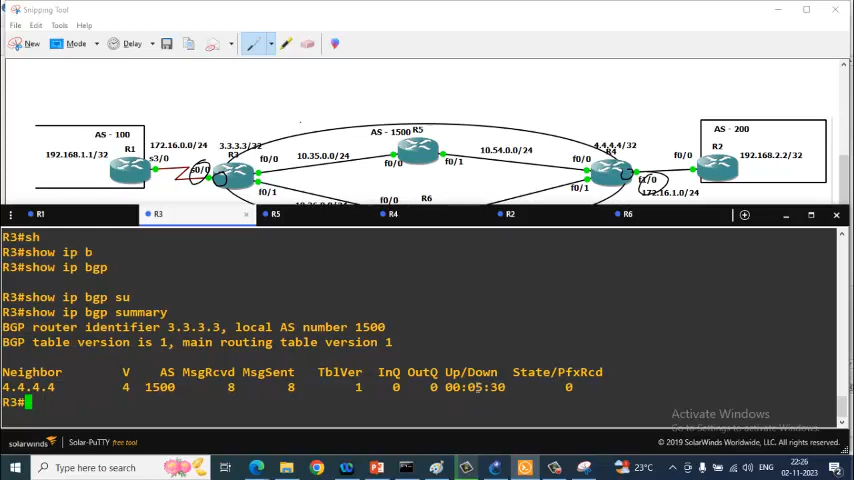 Snipping Tool
File Edit Tools Help
New Mode Delay
AS - 100
192.168.1.1/32
R1
172.16.0.0/24
s3/0
3.3.3.3/32
R3
s0/0
f0/0
f0/1
10.35.0.0/24
AS - 1500
R5
f0/0
f0/1
10.54.0.0/24
4.4.4.4/32
R4
f0/0
f0/1
f1/0
172.16.1.0/24
AS - 200
R2
f0/0
192.168.2.2/32
f0/0
R6
R1 R3 R5 R4 R2 R6
R3#sh
R3#show ip b
R3#show ip bgp
R3#show ip bgp su
R3#show ip bgp summary
BGP router identifier 3.3.3.3, local AS number 1500
BGP table version is 1, main routing table version 1
Neighbor V AS MsgRcvd MsgSent TblVer InQ OutQ Up/Down State/PfxRcd
4.4.4.4 4 1500 8 8 1 0 0 00:05:30 0
R3#
Activate Windows
Go to Settings to activate Windows.
solarwinds Solar-PuTTY free tool
© 2019 SolarWinds Worldwide, LLC. All rights reserved.
Type here to search
23°C
ENG
22:26
02-11-2023
2